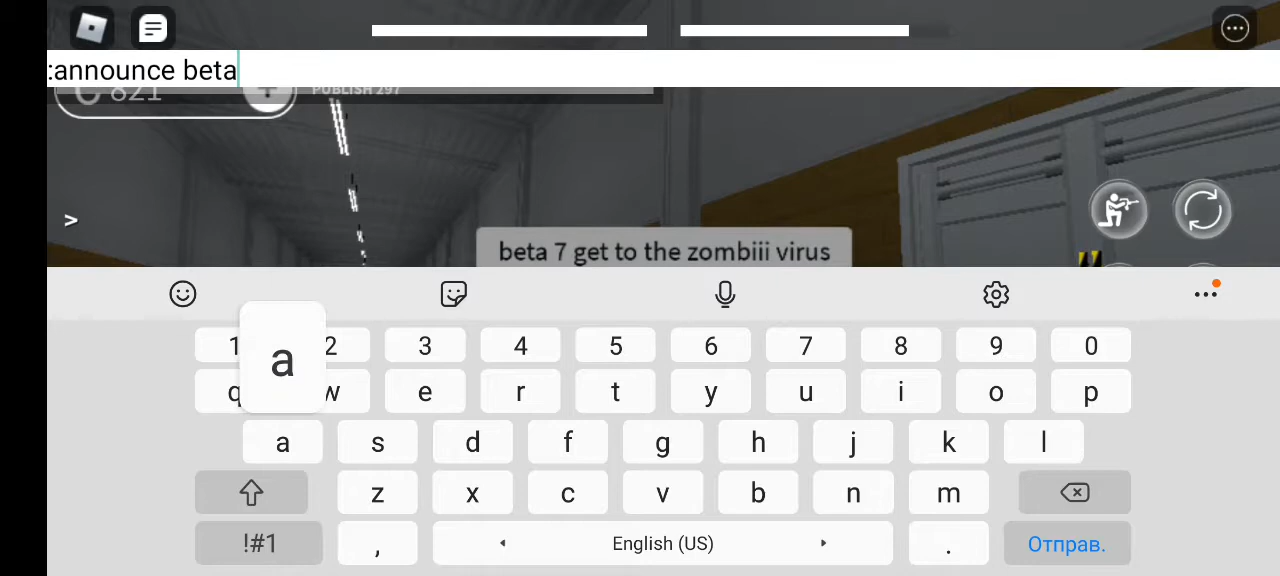 :announce beta
821 +
PUBLISH 297
>
beta 7 get to the zombiii virus
a
1 2 3 4 5 6 7 8 9 0
q w e r t y u i o p
a s d f g h j k l
z x c v b n m
!#1 , English (US) . Отправ.